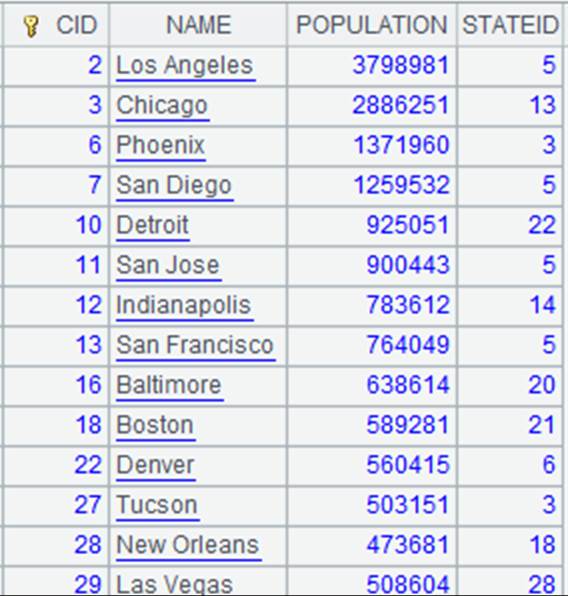 CID NAME POPULATION STATEID
2 Los Angeles 3798981 5
3 Chicago 2886251 13
6 Phoenix 1371960 3
7 San Diego 1259532 5
10 Detroit 925051 22
11 San Jose 900443 5
12 Indianapolis 783612 14
13 San Francisco 764049 5
16 Baltimore 638614 20
18 Boston 589281 21
22 Denver 560415 6
27 Tucson 503151 3
28 New Orleans 473681 18
29 Las Vegas 508604 28